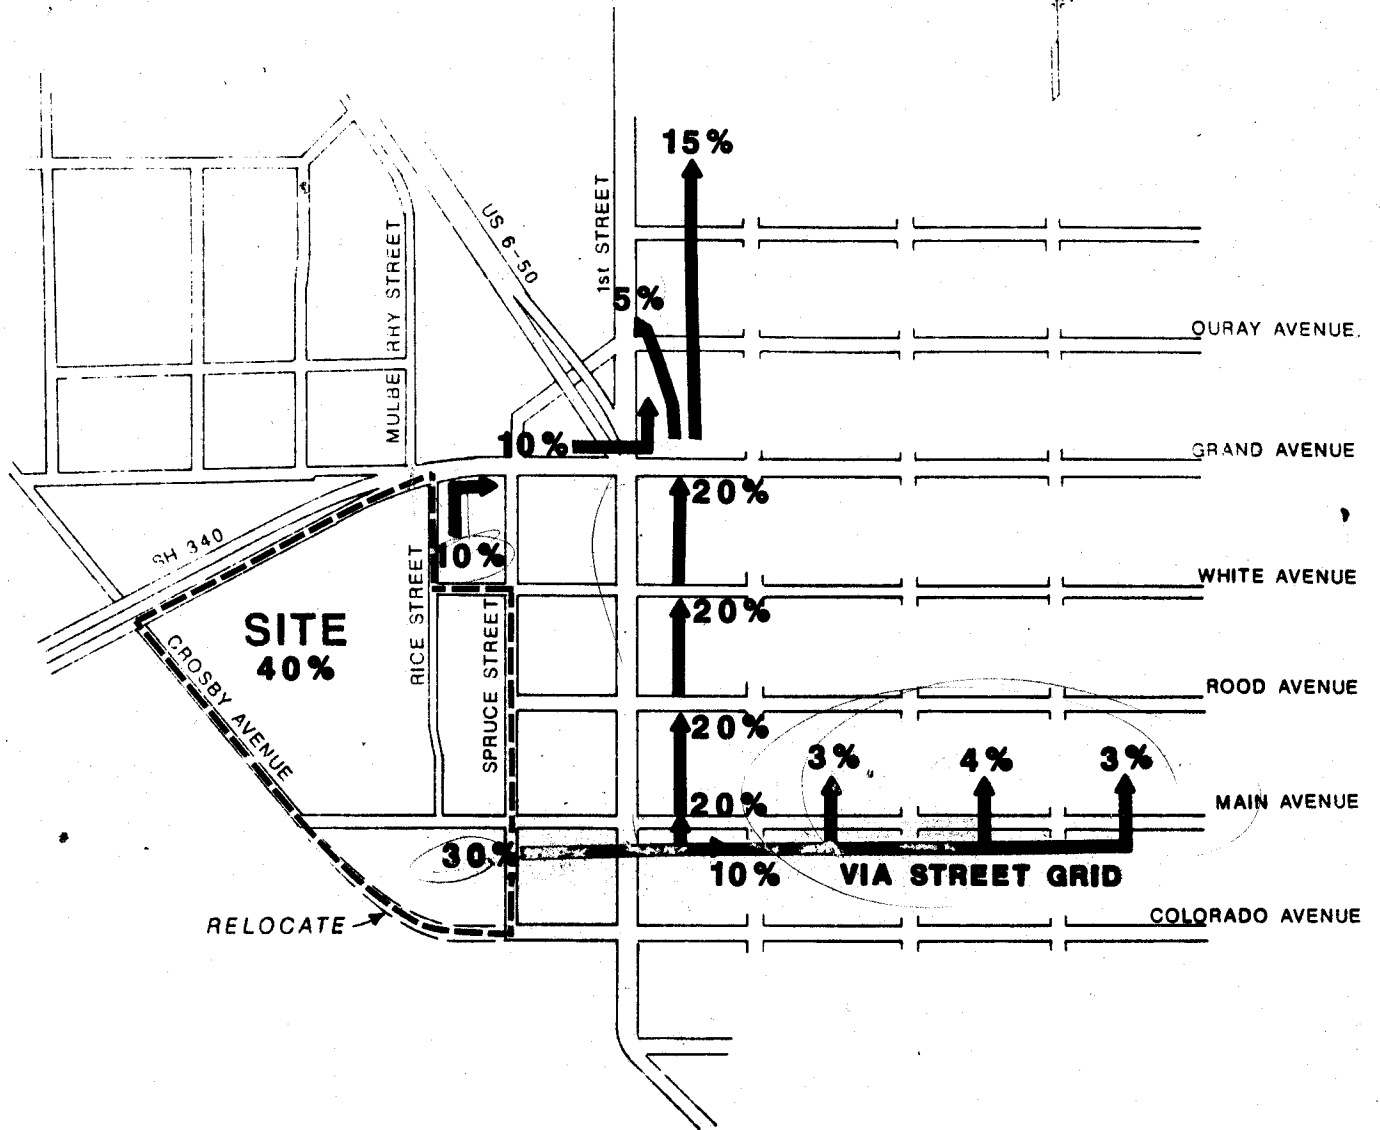 15%
US 6-50
1st STREET
5%
MULBERRY STREET
OURAY AVENUE
10%
GRAND AVENUE
20%
SH 340
10%
WHITE AVENUE
RICE STREET
SITE
40%
20%
SPRUCE STREET
CROSBY AVENUE
ROOD AVENUE
20%
3%
4%
3%
20%
MAIN AVENUE
30%
10%
VIA STREET GRID
RELOCATE
COLORADO AVENUE